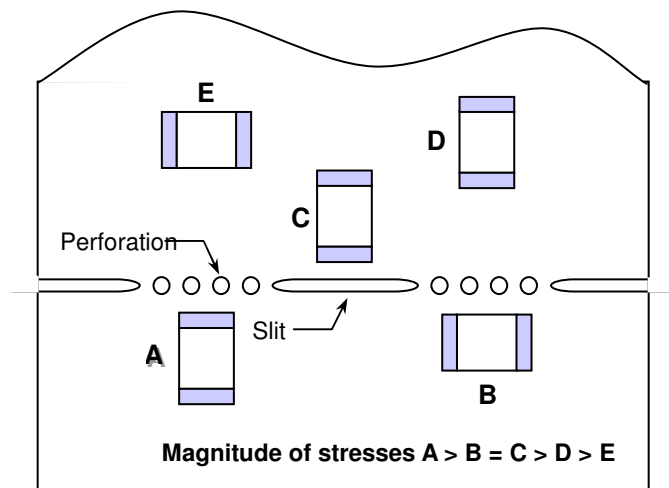 E
D
C
Perforation
Slit
A
B
Magnitude of stresses A > B = C > D > E